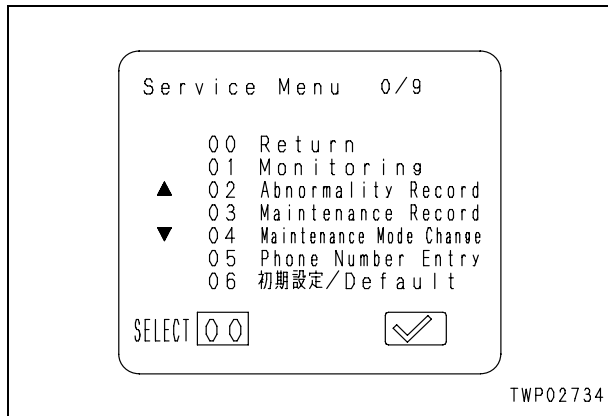 Service Menu 0/9
00 Return
01 Monitoring
▲ 02 Abnormality Record
03 Maintenance Record
▼ 04 Maintenance Mode Change
05 Phone Number Entry
06 初期設定/Default
SELECT 00
TWP02734